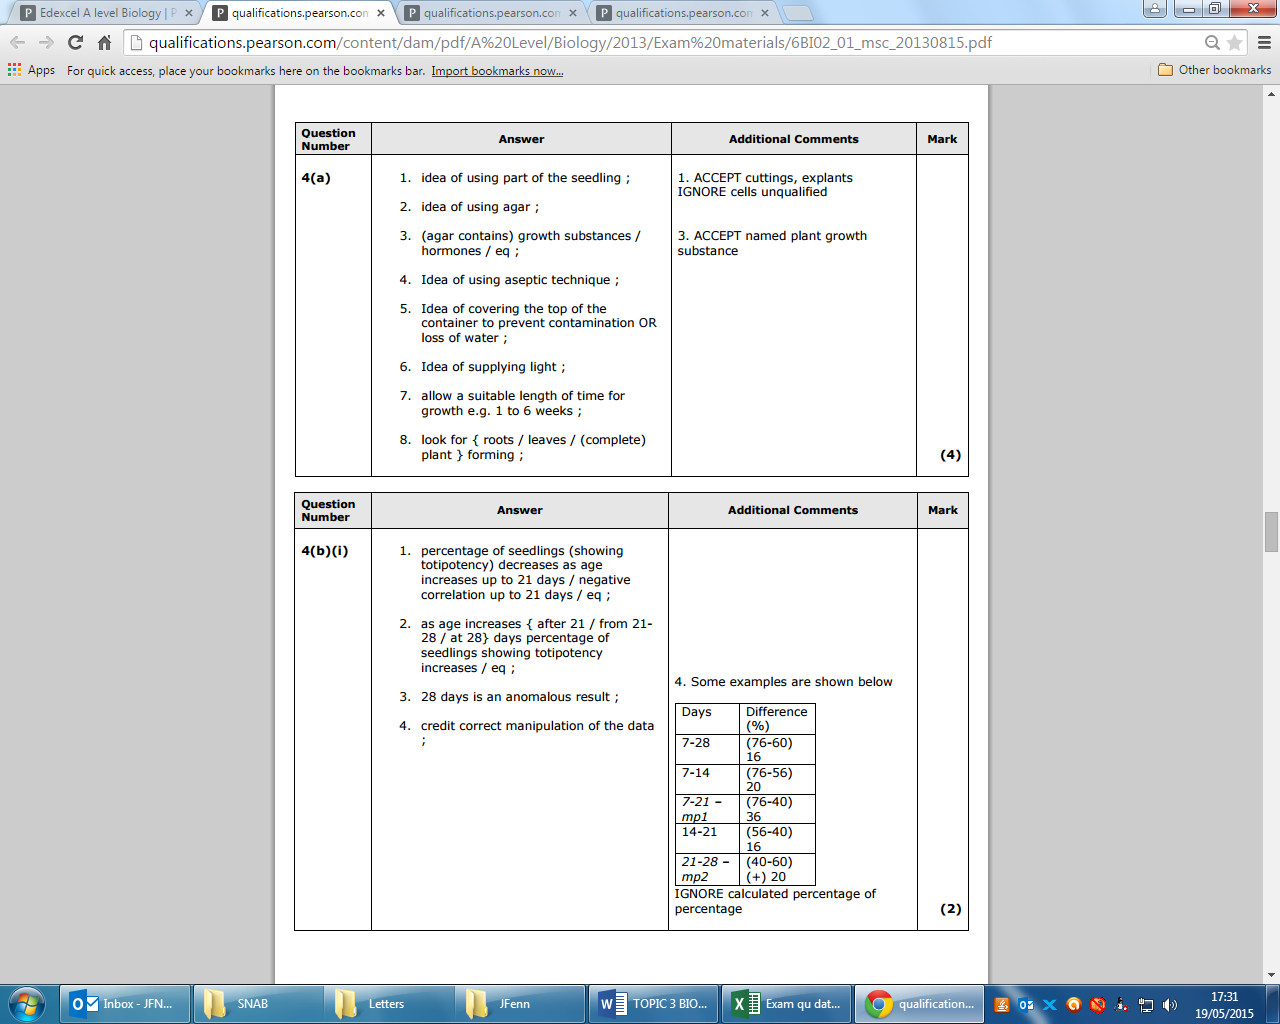 Edexcel A level Biology | P
qualifications.pearson.con
qualifications.pearson.con
qualifications.pearson.con
qualifications.pearson.com/content/dam/pdf/A%20Level/Biology/2013/Exam%20materials/6BI02_01_msc_20130815.pdf
Apps For quick access, place your bookmarks here on the bookmarks bar. Import bookmarks now... Other bookmarks
Question Number
Answer
Additional Comments
Mark
4(a)
1. idea of using part of the seedling ;
2. idea of using agar ;
3. (agar contains) growth substances /
hormones / eq ;
4. Idea of using aseptic technique ;
5. Idea of covering the top of the
container to prevent contamination OR
loss of water ;
6. Idea of supplying light ;
7. allow a suitable length of time for
growth e.g. 1 to 6 weeks ;
8. look for { roots / leaves / (complete)
plant } forming ;
1. ACCEPT cuttings, explants
IGNORE cells unqualified
3. ACCEPT named plant growth
substance
(4)
Question Number
Answer
Additional Comments
Mark
4(b)(i)
1. percentage of seedlings (showing
totipotency) decreases as age
increases up to 21 days / negative
correlation up to 21 days / eq ;
2. as age increases { after 21 / from 21-
28 / at 28} days percentage of
seedlings showing totipotency
increases / eq ;
3. 28 days is an anomalous result ;
4. credit correct manipulation of the data
;
4. Some examples are shown below
Days Difference
(%)
7-28 (76-60)
16
7-14 (76-56)
20
7-21 – (76-40)
mp1 36
14-21 (56-40)
16
21-28 – (40-60)
mp2 (+) 20
IGNORE calculated percentage of
percentage
(2)
Inbox - JFN... SNAB Letters JFenn TOPIC 3 BIO... Exam qu dat... qualification...
17:31
19/05/2015